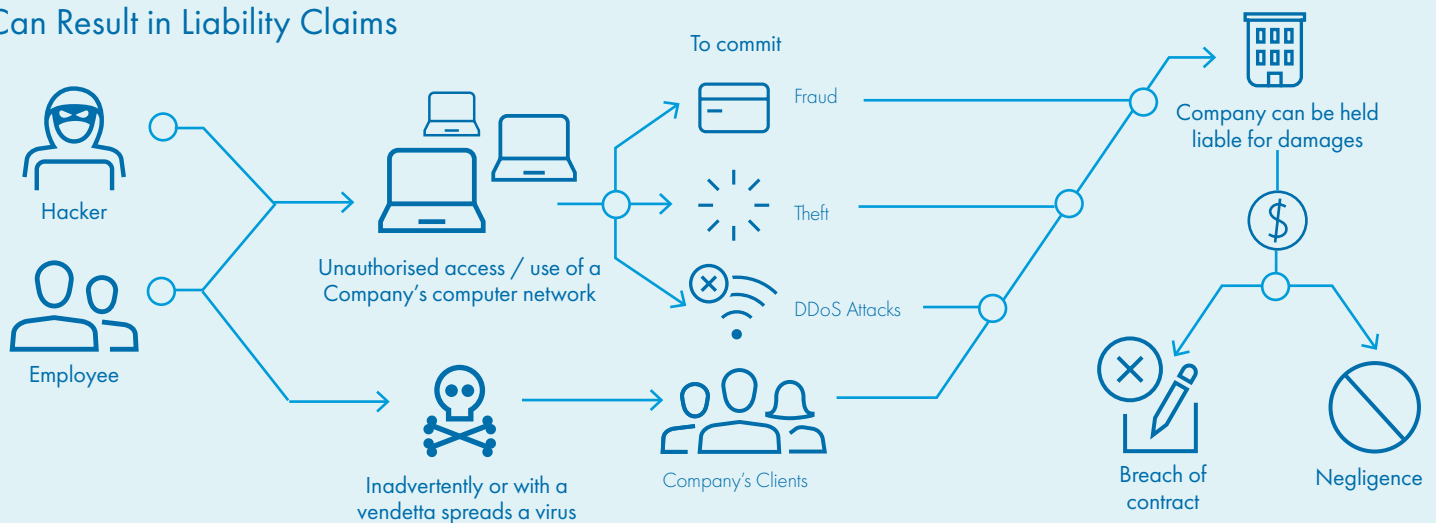 Can Result in Liability Claims
To commit
Hacker
Employee
Unauthorised access / use of a
Company's computer network
Inadvertently or with a
vendetta spreads a virus
Fraud
Theft
DDoS Attacks
Company's Clients
Company can be held
liable for damages
$
Breach of
contract
Negligence